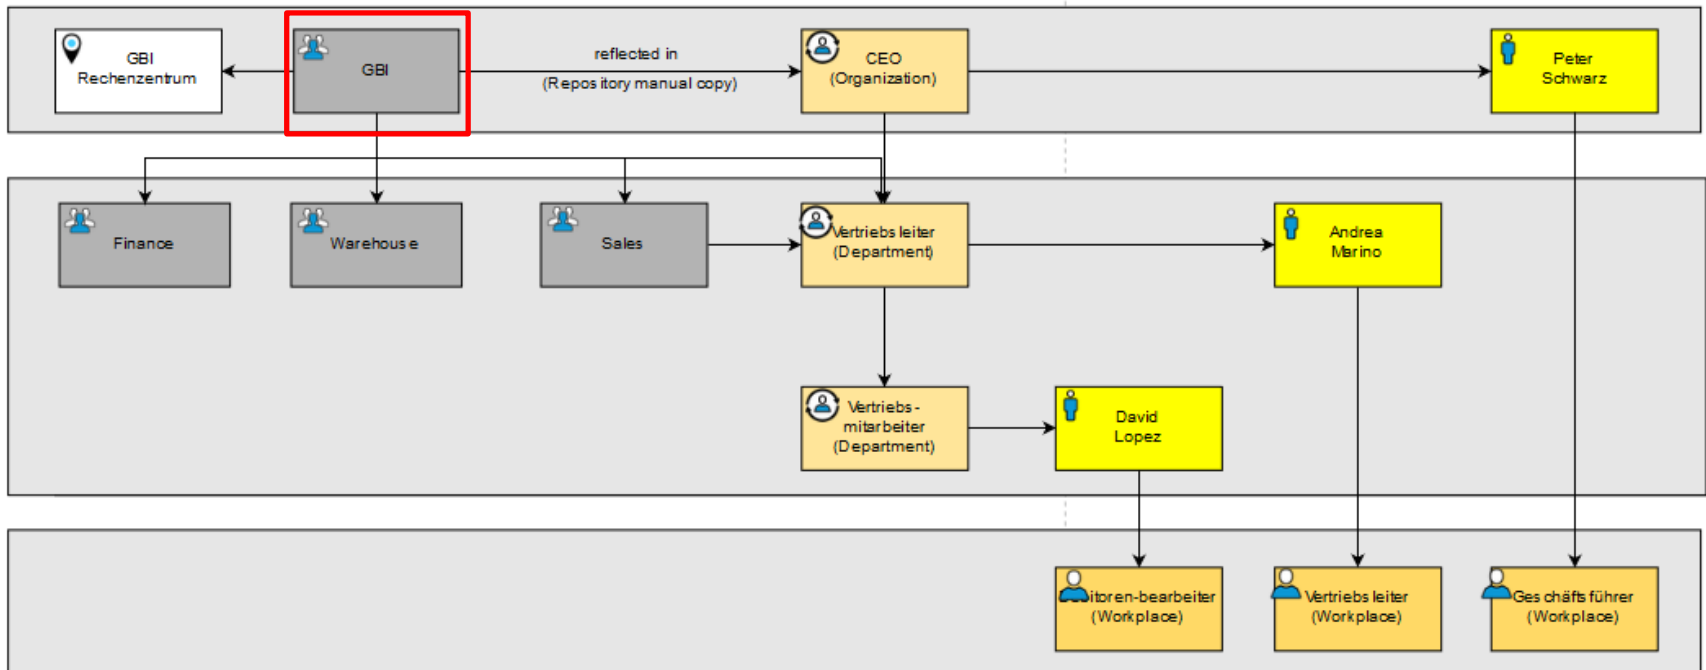 GBI
Rechenzentrum
GBI
reflected in
(Repository manual copy)
CEO
(Organization)
Peter
Schwarz
Finance
Warehouse
Sales
Vertriebsleiter
(Department)
Andrea
Marino
Vertriebs-
mitarbeiter
(Department)
David
Lopez
itoren-bearbeiter
(Workplace)
Vertriebsleiter
(Workplace)
Geschäftsführer
(Workplace)